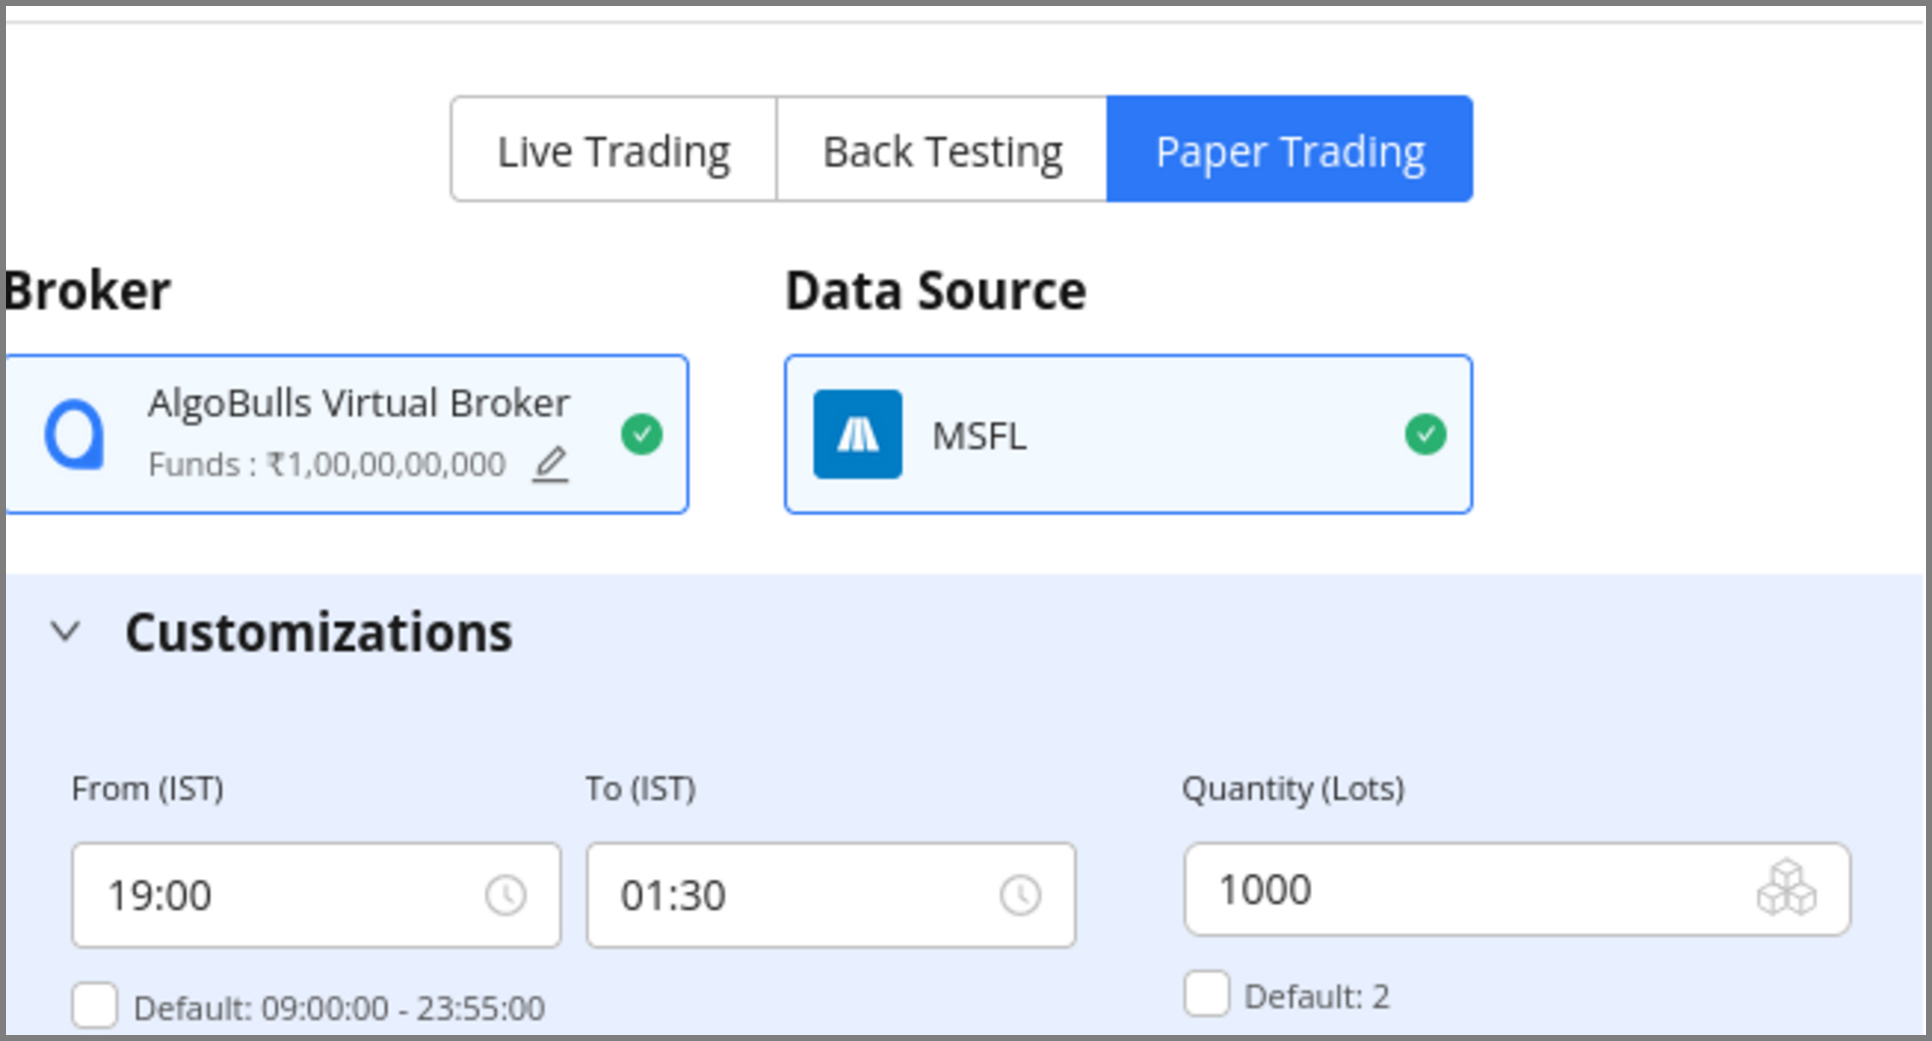 Live Trading Back Testing Paper Trading
Broker Data Source
AlgoBulls Virtual Broker
Funds : ₹1,00,00,00,000
MSFL
Customizations
From (IST) To (IST) Quantity (Lots)
19:00 01:30 1000
Default: 09:00:00 - 23:55:00 Default: 2